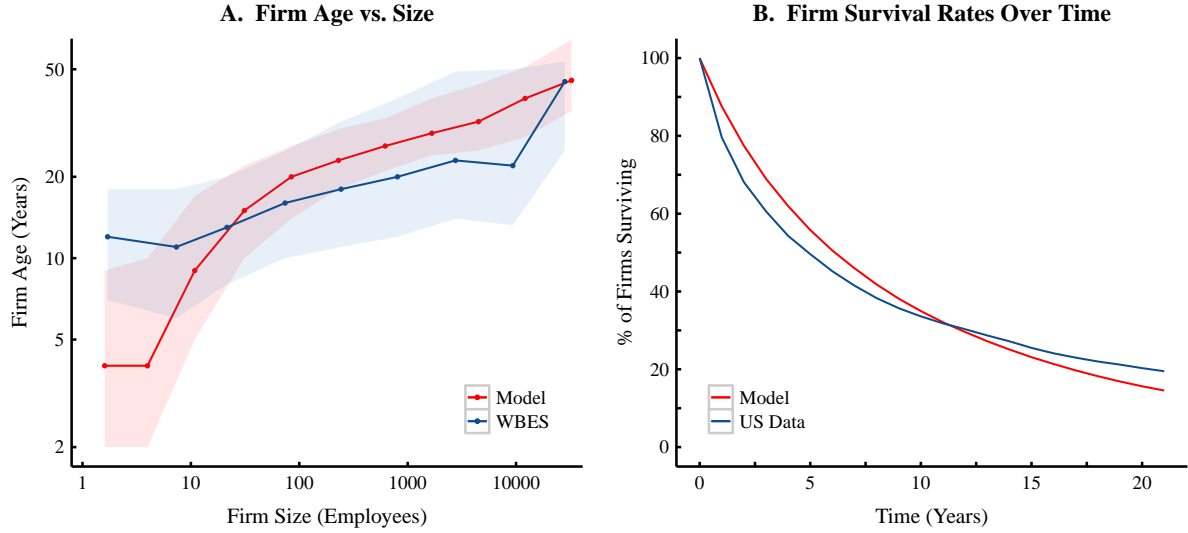 A. Firm Age vs. Size
50
20
10
5
2
Firm Age (Years)
1
10
100
1000
10000
Firm Size (Employees)
Model
WBES
B. Firm Survival Rates Over Time
100
80
60
40
20
0
% of Firms Surviving
0
5
10
15
20
Time (Years)
Model
US Data